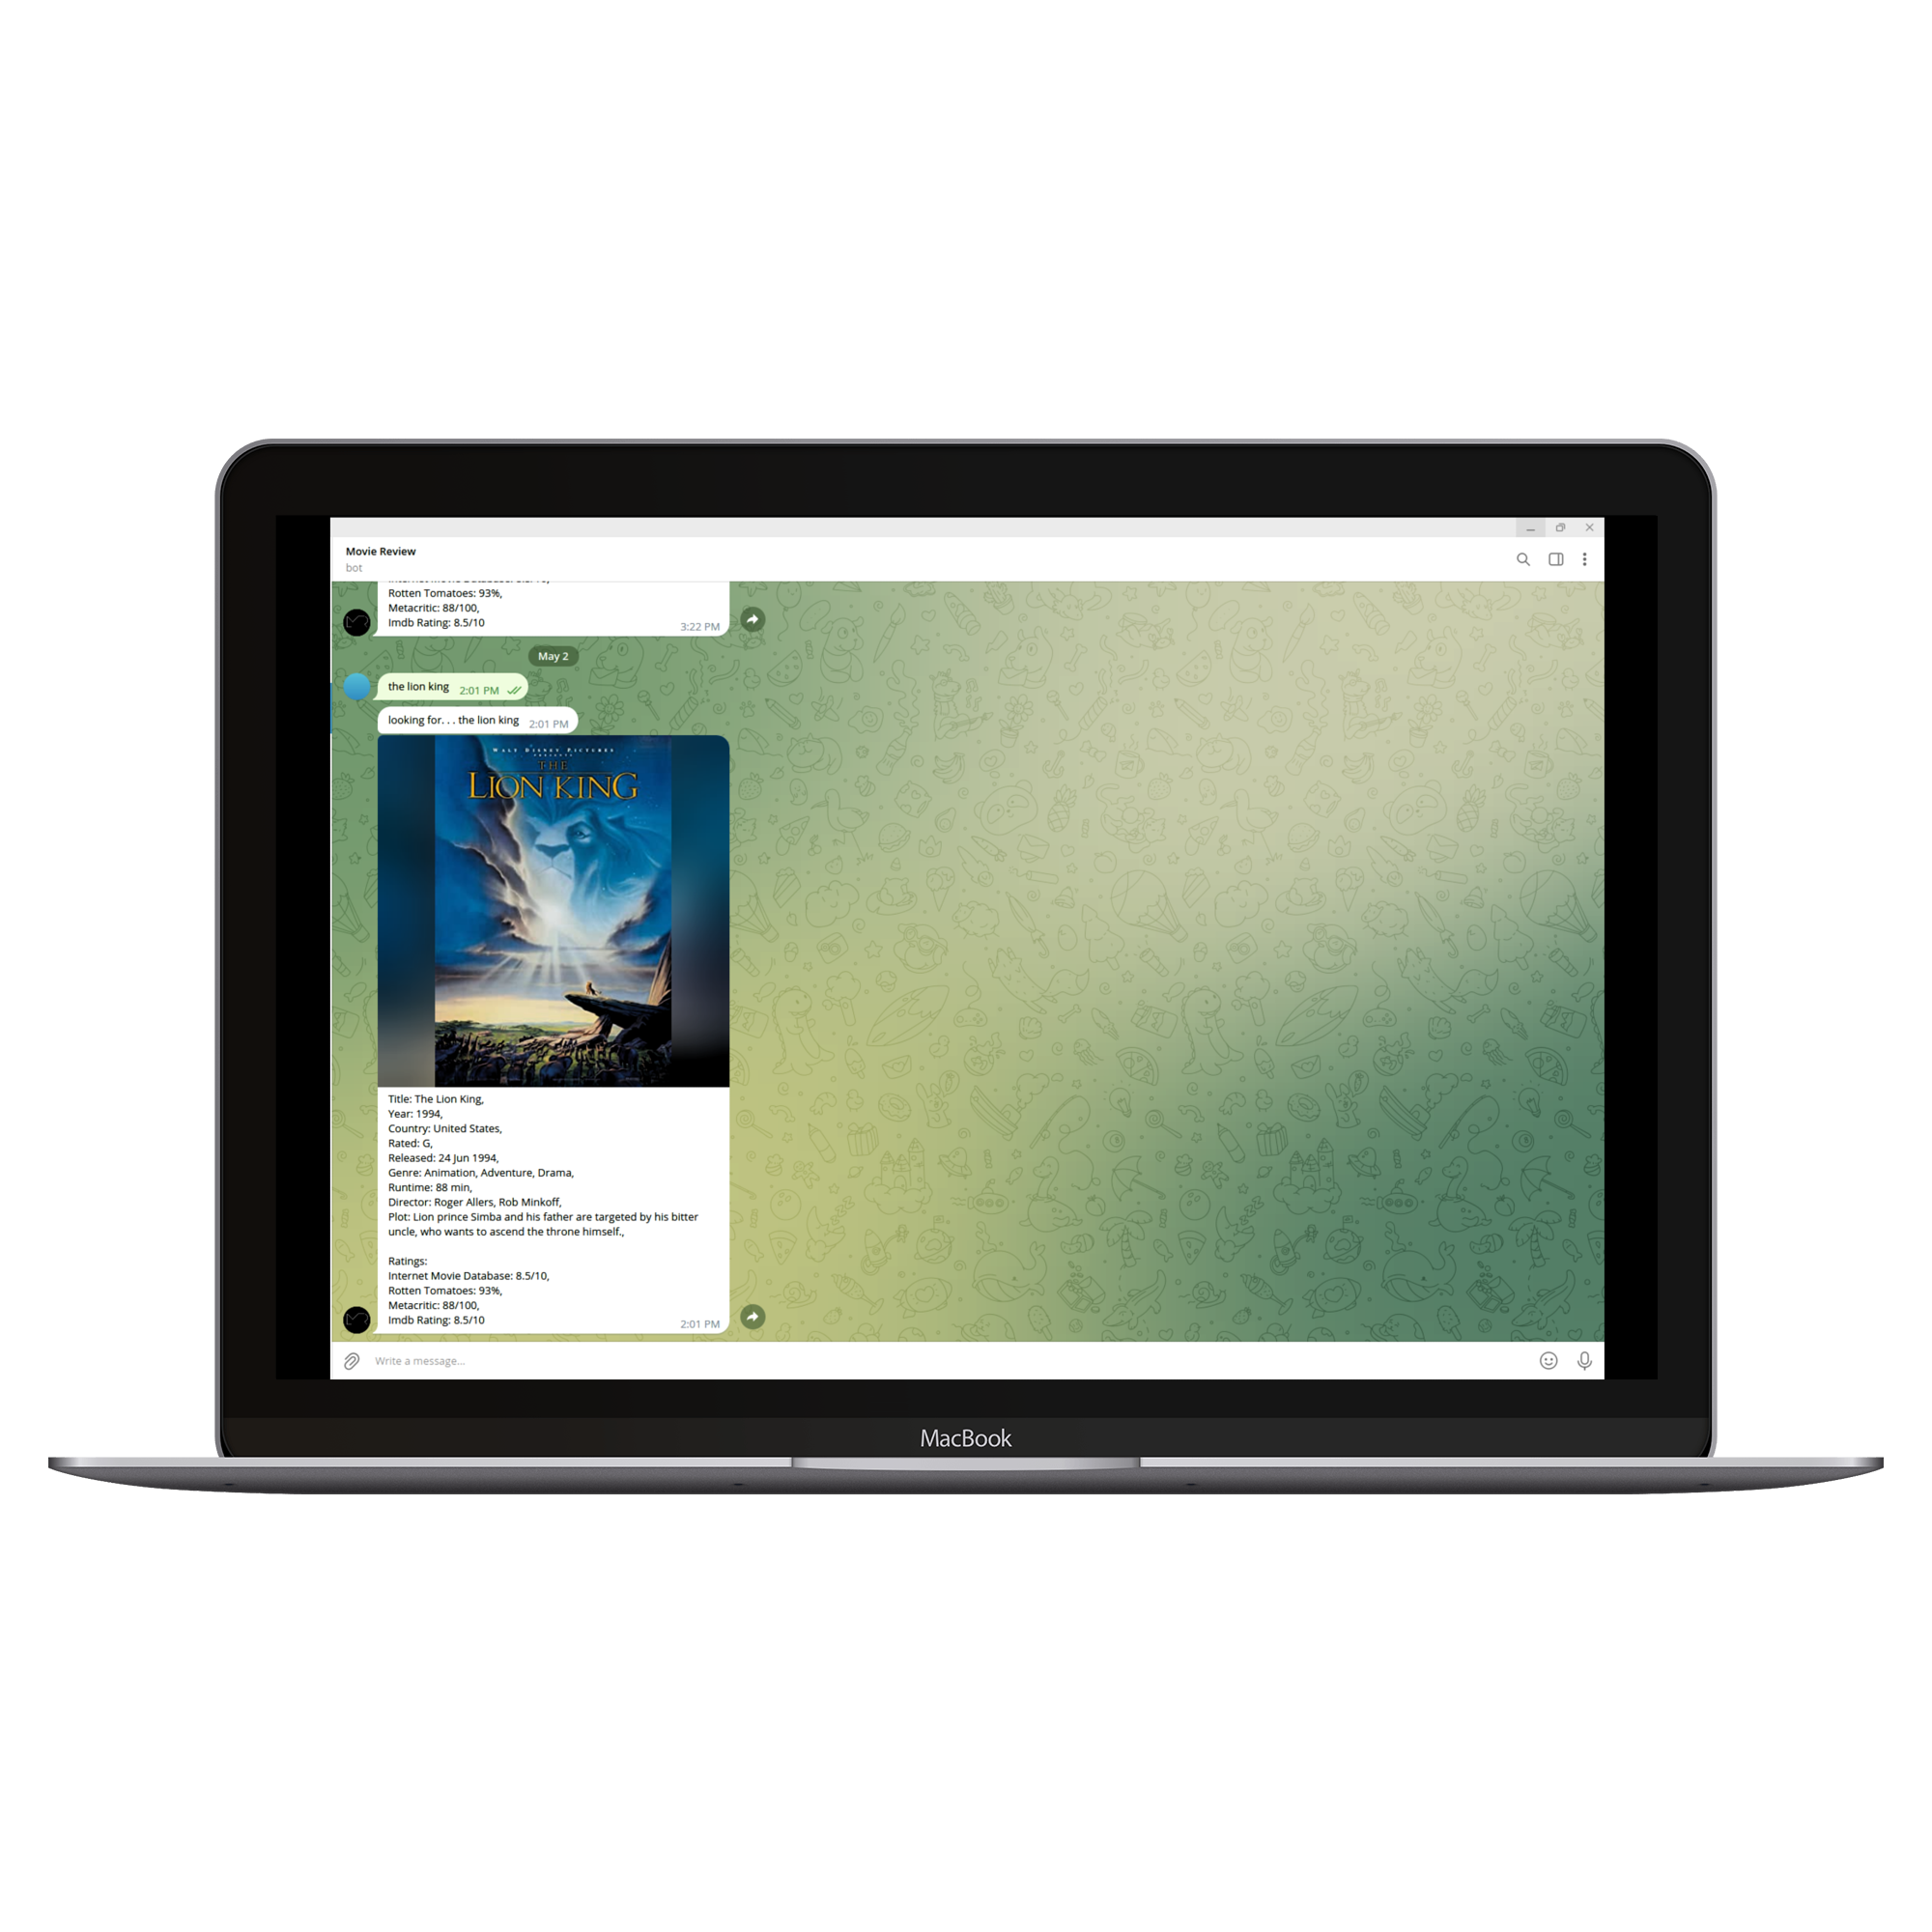 Movie Review
bot
Rotten Tomatoes: 93%,
Metacritic: 88/100,
Imdb Rating: 8.5/10
3:22 PM
May 2
the lion king 2:01 PM
looking for. . . the lion king 2:01 PM
WALT DISNEY PICTURES
PRESENTS
THE
LION KING
Title: The Lion King,
Year: 1994,
Country: United States,
Rated: G,
Released: 24 Jun 1994,
Genre: Animation, Adventure, Drama,
Runtime: 88 min,
Director: Roger Allers, Rob Minkoff,
Plot: Lion prince Simba and his father are targeted by his bitter
uncle, who wants to ascend the throne himself.,
Ratings:
Internet Movie Database: 8.5/10,
Rotten Tomatoes: 93%,
Metacritic: 88/100,
Imdb Rating: 8.5/10
2:01 PM
Write a message...
MacBook